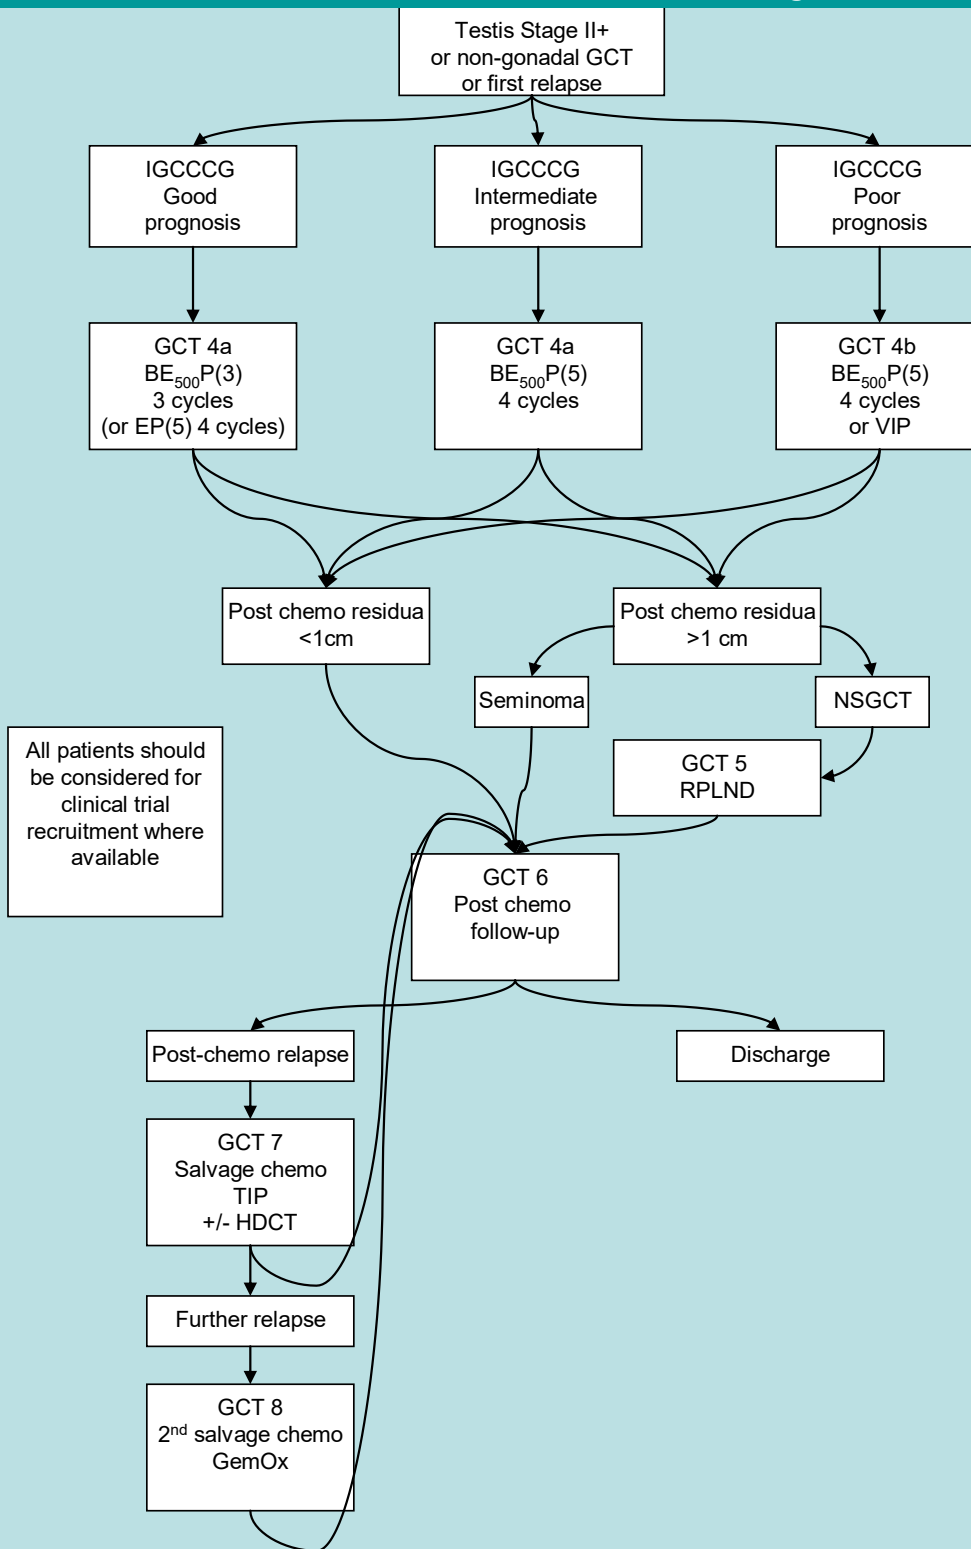 Testis Stage II+
or non-gonadal GCT
or first relapse
IGCCCG
Good
prognosis
IGCCCG
Intermediate
prognosis
IGCCCG
Poor
prognosis
GCT 4a
BE500P(3)
3 cycles
(or EP(5) 4 cycles)
GCT 4a
BE500P(5)
4 cycles
GCT 4b
BE500P(5)
4 cycles
or VIP
Post chemo residua
<1cm
Post chemo residua
>1 cm
Seminoma
NSGCT
All patients should
be considered for
clinical trial
recruitment where
available
GCT 5
RPLND
GCT 6
Post chemo
follow-up
Post-chemo relapse
Discharge
GCT 7
Salvage chemo
TIP
+/- HDCT
Further relapse
GCT 8
2nd salvage chemo
GemOx